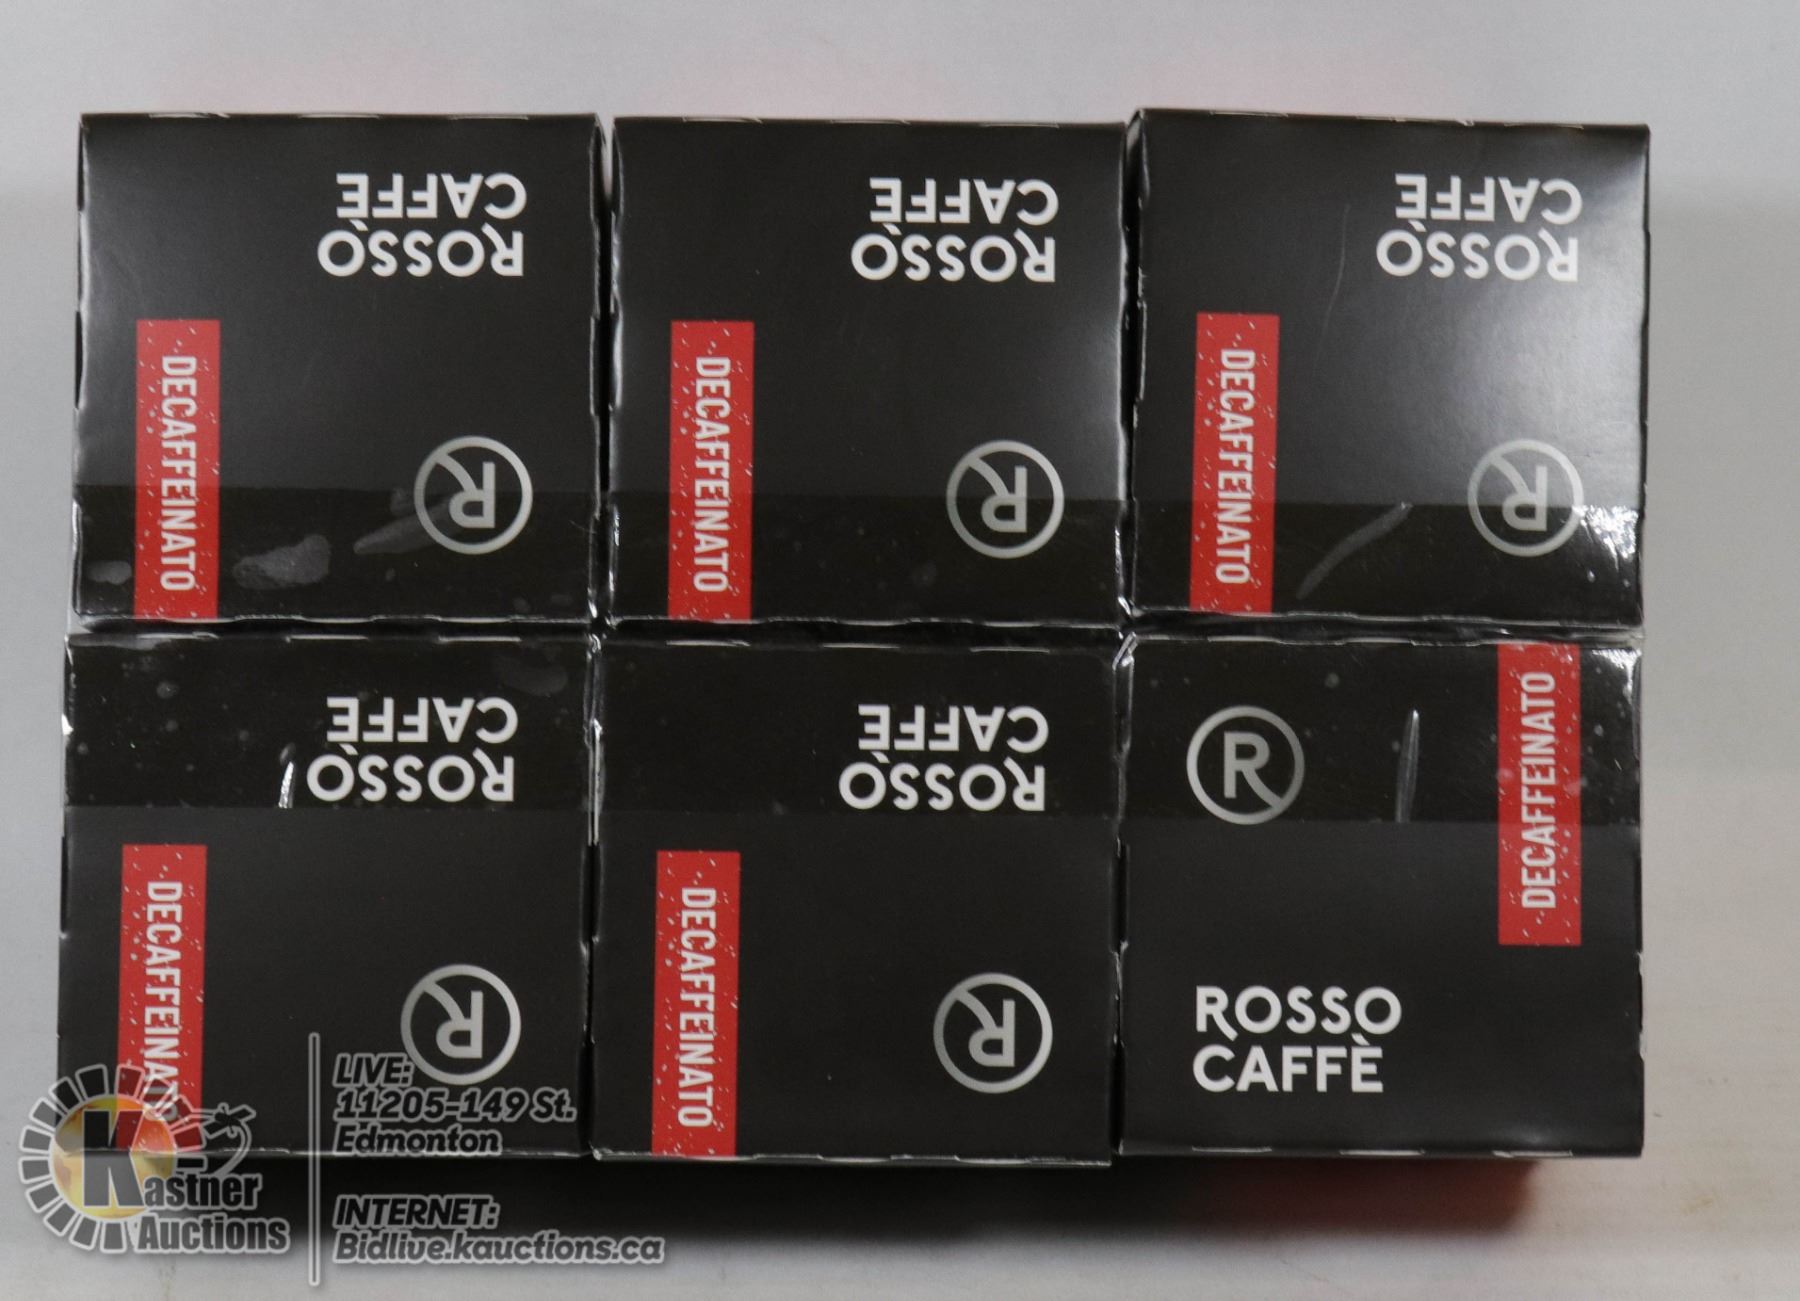 ROSSO
CAFFÈ
DECAFFEINATO
R
ROSSO
CAFFÈ
DECAFFEINATO
R
ROSSO
CAFFÈ
DECAFFEINATO
R
ROSSO
CAFFÈ
DECAFFEINATO
R
ROSSO
CAFFÈ
DECAFFEINATO
R
R
DECAFFEINATO
ROSSO
CAFFÈ
Kastner
Auctions
LIVE:
11205-149 St.
Edmonton
INTERNET:
Bidlive.kauctions.ca